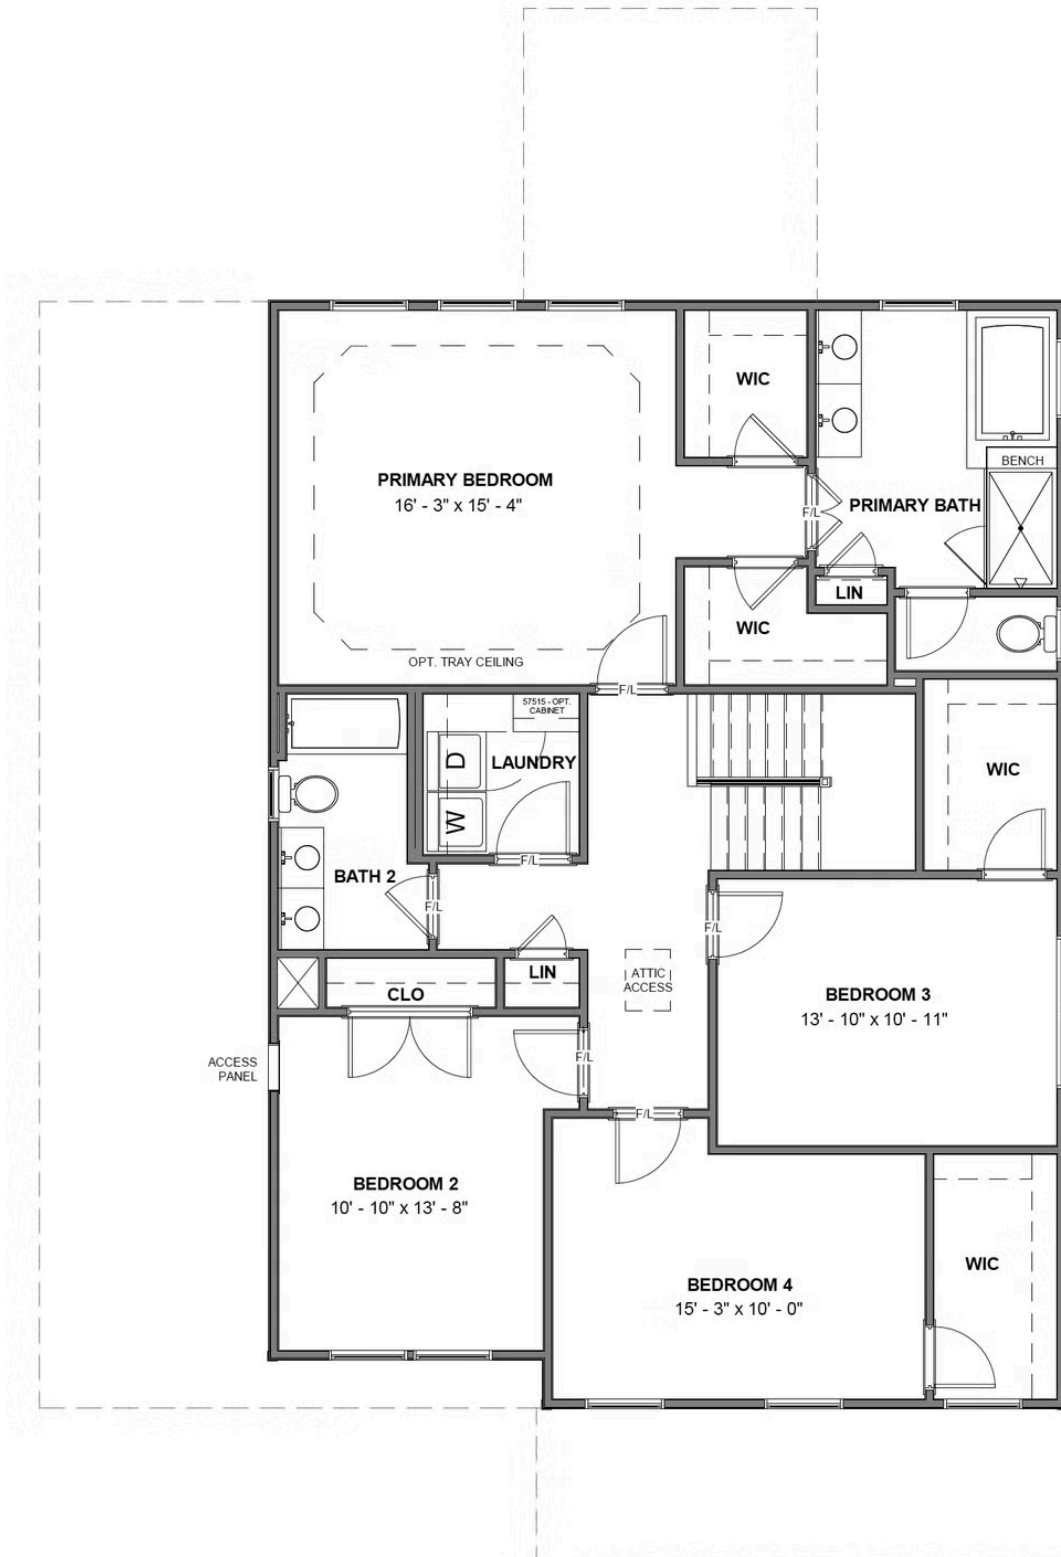 WIC
PRIMARY BEDROOM
16' - 3" x 15' - 4"
BENCH
F/L
PRIMARY BATH
LIN
WIC
OPT. TRAY CEILING
F/L
57515 - OPT.
CABINET
D
LAUNDRY
WIC
W
F/L
BATH 2
F/L
F/L
LIN
ATTIC
ACCESS
CLO
BEDROOM 3
13' - 10" x 10' - 11"
F/L
ACCESS
PANEL
F/L
BEDROOM 2
10' - 10" x 13' - 8"
WIC
BEDROOM 4
15' - 3" x 10' - 0"